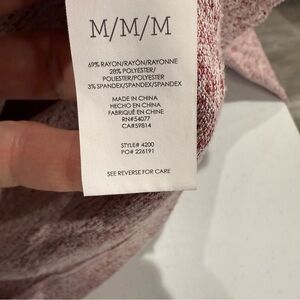 M/M/M
69% RAYON/RAYÓN/RAYONNE
28% POLYESTER/
POLIESTER/POLYESTER
3% SPANDEX/SPANDEX/SPANDEX
MADE IN CHINA
HECHO EN CHINA
FABRIQUÉ EN CHINE
RN#54077
CA#59814
STYLE# 4200
PO# 226191
SEE REVERSE FOR CARE